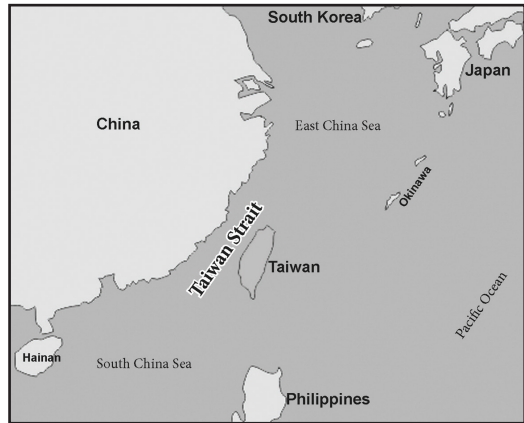 South Korea
Japan
China
East China Sea
Okinawa
Taiwan Strait
Taiwan
Pacific Ocean
Hainan
South China Sea
Philippines